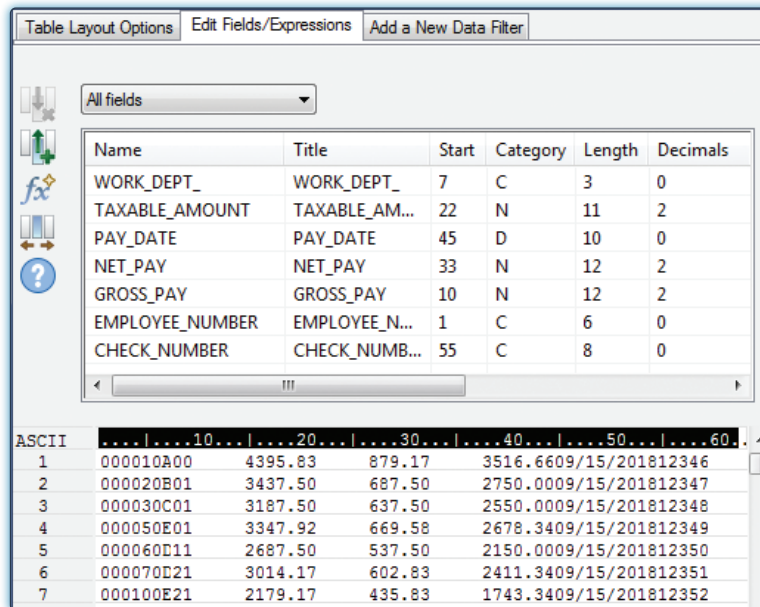 Table Layout Options Edit Fields/Expressions Add a New Data Filter
All fields
Name Title Start Category Length Decimals
WORK_DEPT_ WORK_DEPT_ 7 C 3 0
TAXABLE_AMOUNT TAXABLE_AM... 22 N 11 2
PAY_DATE PAY_DATE 45 D 10 0
NET_PAY NET_PAY 33 N 12 2
GROSS_PAY GROSS_PAY 10 N 12 2
EMPLOYEE_NUMBER EMPLOYEE_N... 1 C 6 0
CHECK_NUMBER CHECK_NUMB... 55 C 8 0
ASCII ....|....10...|....20...|....30...|....40...|....50...|....60..
1 000010A00 4395.83 879.17 3516.6609/15/201812346
2 000020B01 3437.50 687.50 2750.0009/15/201812347
3 000030C01 3187.50 637.50 2550.0009/15/201812348
4 000050E01 3347.92 669.58 2678.3409/15/201812349
5 000060D11 2687.50 537.50 2150.0009/15/201812350
6 000070D21 3014.17 602.83 2411.3409/15/201812351
7 000100E21 2179.17 435.83 1743.3409/15/201812352